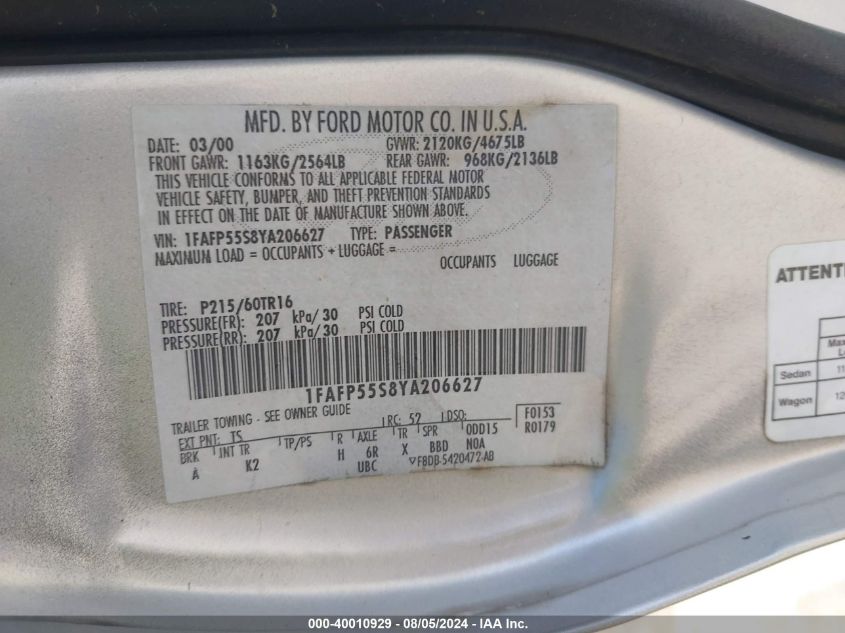 MFD. BY FORD MOTOR CO. IN U.S.A.
DATE: 03/00 GVWR: 2120KG/4675LB
FRONT GAWR: 1163KG/2564LB REAR GAWR: 968KG/2136LB
THIS VEHICLE CONFORMS TO ALL APPLICABLE FEDERAL MOTOR
VEHICLE SAFETY, BUMPER, AND THEFT PREVENTION STANDARDS
IN EFFECT ON THE DATE OF MANUFACTURE SHOWN ABOVE.
VIN: 1FAFP55S8YA206627 TYPE: PASSENGER
MAXIMUM LOAD = OCCUPANTS + LUGGAGE =
OCCUPANTS LUGGAGE
TIRE: P215/60TR16
PRESSURE(FR): 207 kPa/30 PSI COLD
PRESSURE(RR): 207 kPa/30 PSI COLD
1FAFP55S8YA206627
TRAILER TOWING - SEE OWNER GUIDE
EXT PNT: TS RC: 52 DSO: F0153
BRK INT TR TP/PS R AXLE TR SPR 0DD15 R0179
A K2 H 6R X BBD N0A
UBC F8DB-5420472-AB
ATTENTI
Max
L
Sedan 11
Wagon 12
000-40010929 - 08/05/2024 - IAA Inc.